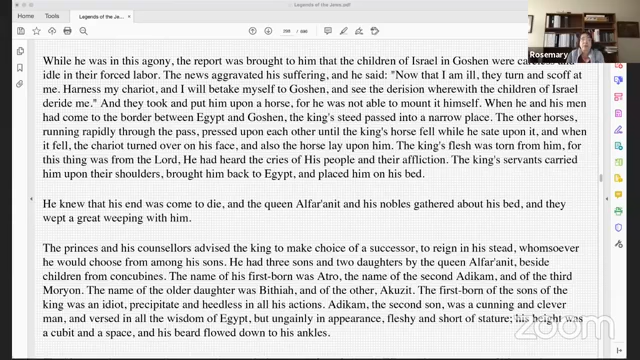 Legends of the Jews.pdf
Home Tools Legends of the Je...
Rosemary
While he was in this agony, the report was brought to him that the children of Israel in Goshen were careless and
idle in their forced labor. The news aggravated his suffering, and he said: "Now that I am ill, they turn and scoff at
me. Harness my chariot, and I will betake myself to Goshen, and see the derision wherewith the children of Israel
deride me." And they took and put him upon a horse, for he was not able to mount it himself. When he and his men
had come to the border between Egypt and Goshen, the king's steed passed into a narrow place. The other horses,
running rapidly through the pass, pressed upon each other until the king's horse fell while he sate upon it, and when
it fell, the chariot turned over on his face, and also the horse lay upon him. The king's flesh was torn from him, for
this thing was from the Lord, He had heard the cries of His people and their affliction. The king's servants carried
him upon their shoulders, brought him back to Egypt, and placed him on his bed.
He knew that his end was come to die, and the queen Alfar'anit and his nobles gathered about his bed, and they
wept a great weeping with him.
The princes and his counsellors advised the king to make choice of a successor, to reign in his stead, whomsoever
he would choose from among his sons. He had three sons and two daughters by the queen Alfar'anit, beside
children from concubines. The name of his first-born was Atro, the name of the second Adikam, and of the third
Moryon. The name of the older daughter was Bithiah, and of the other, Akuzit. The first-born of the sons of the
king was an idiot, precipitate and heedless in all his actions. Adikam, the second son, was a cunning and clever
man, and versed in all the wisdom of Egypt, but ungainly in appearance, fleshy and short of stature; his height was
a cubit and a space, and his beard flowed down to his ankles.
zoom